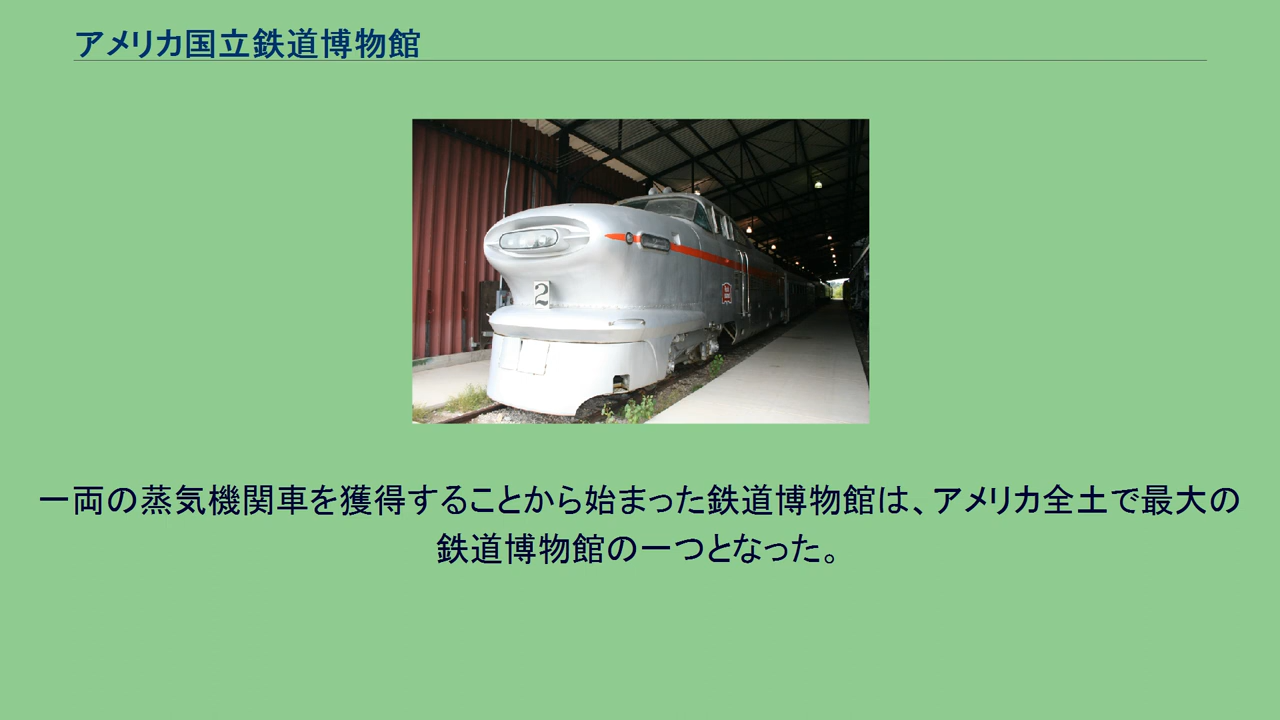 アメリカ国立鉄道博物館
2
一両の蒸気機関車を獲得することから始まった鉄道博物館は、アメリカ全土で最大の
鉄道博物館の一つとなった。